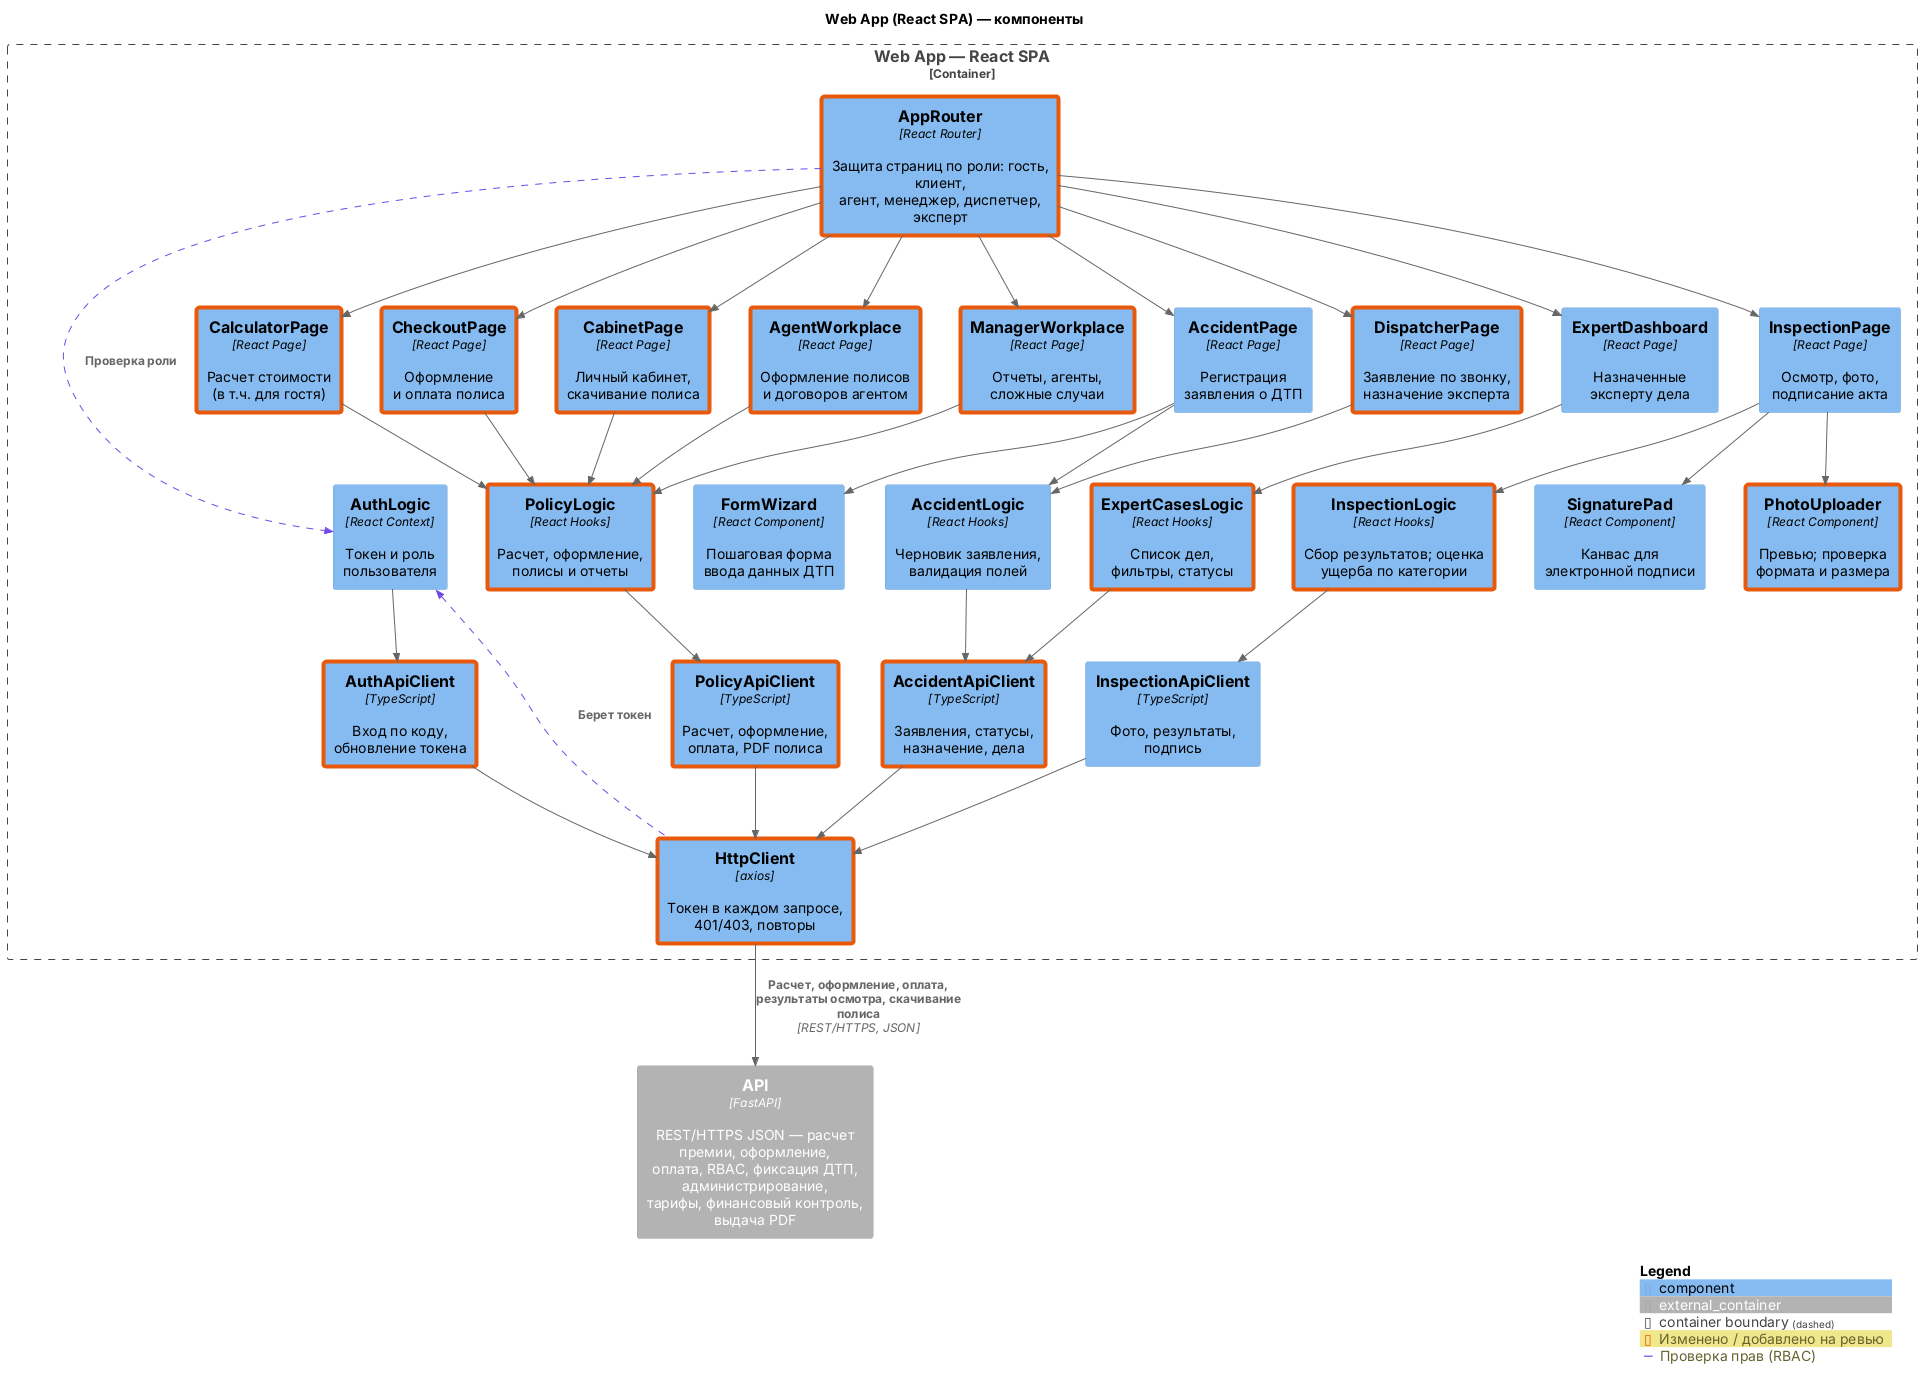 Web App (React SPA) — компоненты
Web App — React SPA
[Container]
AppRouter
[React Router]
Защита страниц по роли: гость,
клиент,
агент, менеджер, диспетчер,
эксперт
CalculatorPage
[React Page]
Расчет стоимости
(в т.ч. для гостя)
CheckoutPage
[React Page]
Оформление
и оплата полиса
CabinetPage
[React Page]
Личный кабинет,
скачивание полиса
AgentWorkplace
[React Page]
Оформление полисов
и договоров агентом
ManagerWorkplace
[React Page]
Отчеты, агенты,
сложные случаи
AccidentPage
[React Page]
Регистрация
заявления о ДТП
DispatcherPage
[React Page]
Заявление по звонку,
назначение эксперта
ExpertDashboard
[React Page]
Назначенные
эксперту дела
InspectionPage
[React Page]
Осмотр, фото,
подписание акта
Проверка роли
AuthLogic
[React Context]
Токен и роль
пользователя
PolicyLogic
[React Hooks]
Расчет, оформление,
полисы и отчеты
FormWizard
[React Component]
Пошаговая форма
ввода данных ДТП
AccidentLogic
[React Hooks]
Черновик заявления,
валидация полей
ExpertCasesLogic
[React Hooks]
Список дел,
фильтры, статусы
InspectionLogic
[React Hooks]
Сбор результатов; оценка
ущерба по категории
SignaturePad
[React Component]
Канвас для
электронной подписи
PhotoUploader
[React Component]
Превью; проверка
формата и размера
AuthApiClient
[TypeScript]
Вход по коду,
обновление токена
Берет токен
PolicyApiClient
[TypeScript]
Расчет, оформление,
оплата, PDF полиса
AccidentApiClient
[TypeScript]
Заявления, статусы,
назначение, дела
InspectionApiClient
[TypeScript]
Фото, результаты,
подпись
HttpClient
[axios]
Токен в каждом запросе,
401/403, повторы
Расчет, оформление, оплата,
результаты осмотра, скачивание
полиса
[REST/HTTPS, JSON]
API
[FastAPI]
REST/HTTPS JSON — расчет
премии, оформление,
оплата, RBAC, фиксация ДТП,
администрирование,
тарифы, финансовый контроль,
выдача PDF
Legend
component
external_container
container boundary (dashed)
Изменено / добавлено на ревью
— Проверка прав (RBAC)